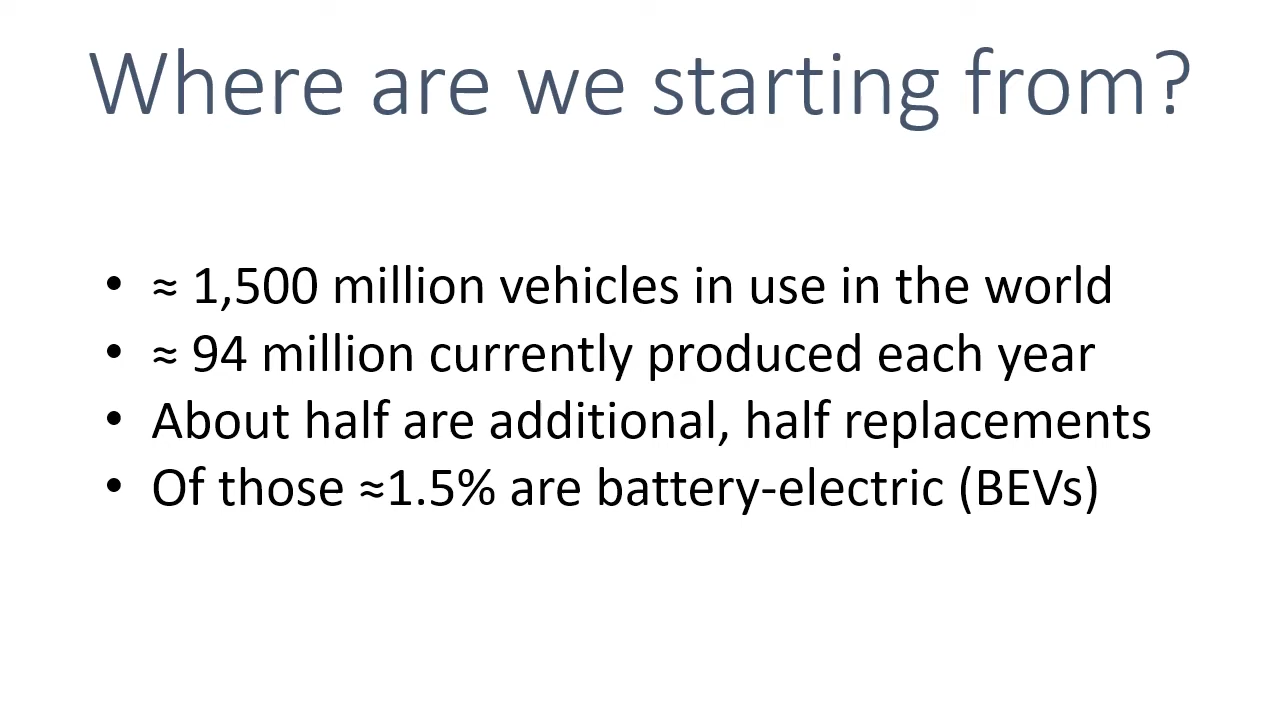 Where are we starting from?
• ≈ 1,500 million vehicles in use in the world
• ≈ 94 million currently produced each year
• About half are additional, half replacements
• Of those ≈1.5% are battery-electric (BEVs)